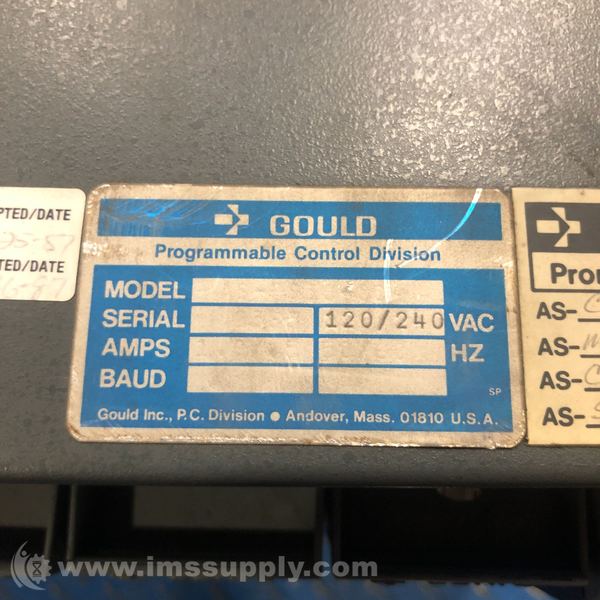 PTED/DATE
TED/DATE
GOULD
Programmable Control Division
MODEL
SERIAL 120/240 VAC
AMPS HZ
BAUD
SP
Gould Inc., P.C. Division ● Andover, Mass. 01810 U.S.A.
Prou
AS-
AS-
AS-
AS-
www.imssupply.com